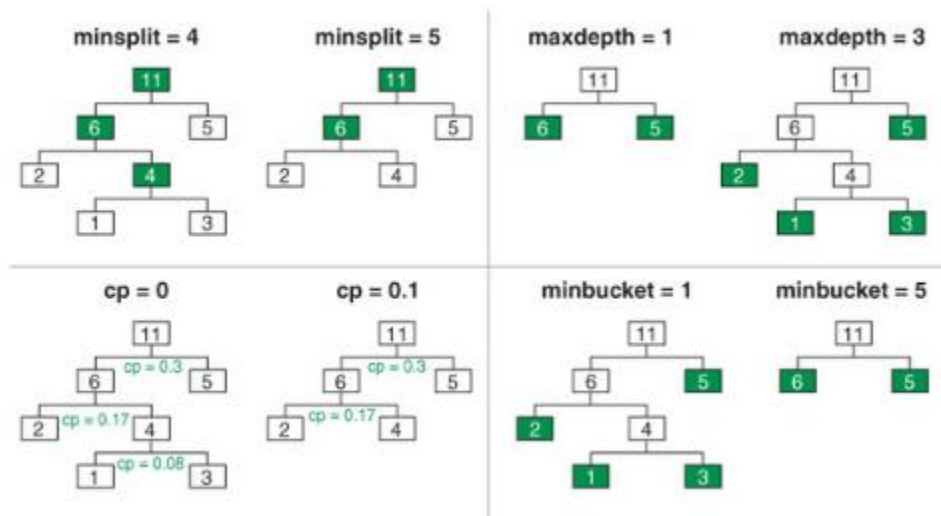 minsplit = 4
11
6 5
2 4
1 3
minsplit = 5
11
6 5
2 4
maxdepth = 1
11
6 5
maxdepth = 3
11
6 5
2 4
1 3
cp = 0
11
cp = 0.3
6 5
cp = 0.17
2 4
cp = 0.08
1 3
cp = 0.1
11
cp = 0.3
6 5
cp = 0.17
2 4
minbucket = 1
11
6 5
2 4
1 3
minbucket = 5
11
6 5